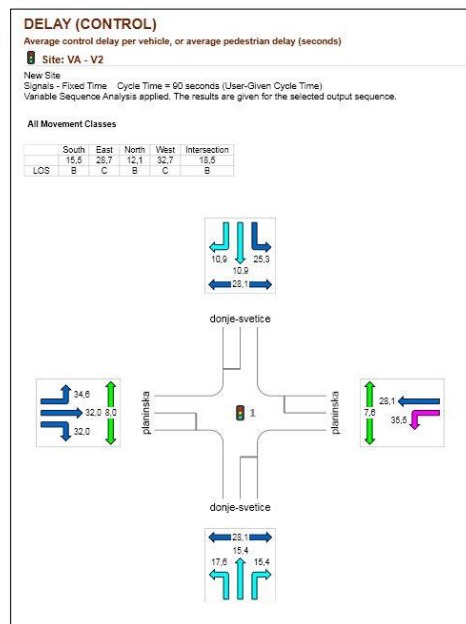 DELAY (CONTROL)
Average control delay per vehicle, or average pedestrian delay (seconds)
Site: VA - V2
New Site
Signals - Fixed Time Cycle Time = 90 seconds (User-Given Cycle Time)
Variable Sequence Analysis applied. The results are given for the selected output sequence.
All Movement Classes
South East North West Intersection
15,5 28,7 12,1 32,7 18,5
LOS B C B C B
10,9 25,3
10,9
28,1
donje-svetice
34,6
32,0 8,0
32,0
planinska
1
planinska
7,6 28,1
35,5
donje-svetice
28,1
15,4
17,6 15,4